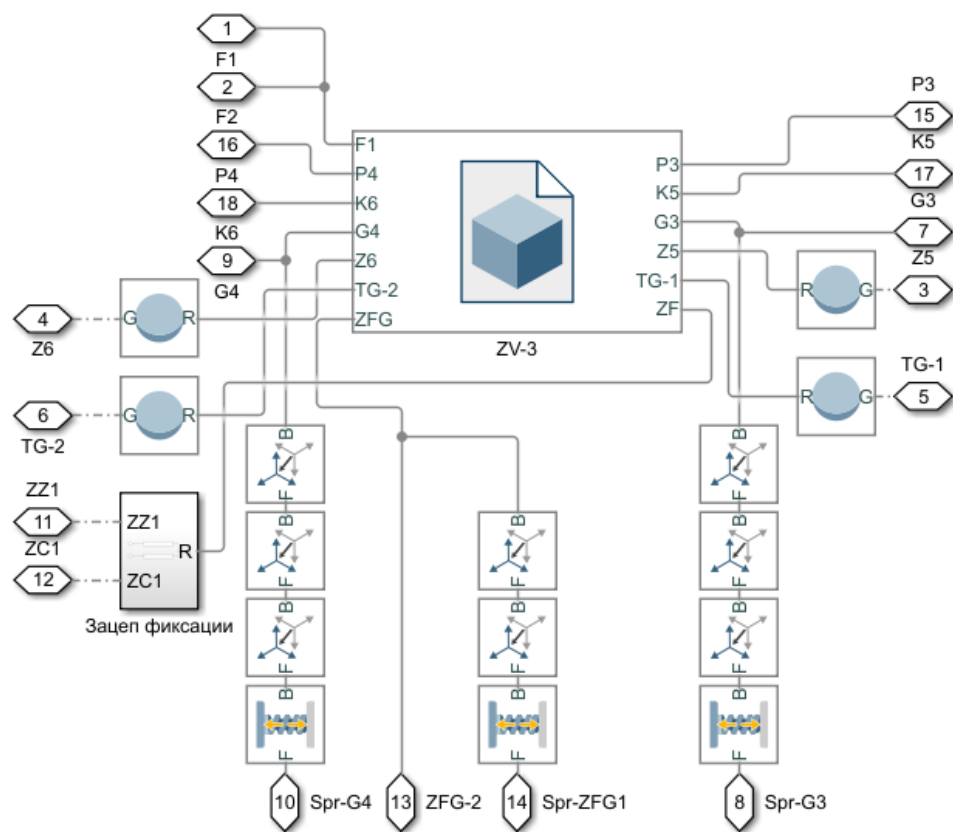 1
F1
2
F2
16
P4
18
K6
9
G4
F1
P4
K6
G4
Z6
TG-2
ZFG
P3
K5
G3
Z5
TG-1
ZF
ZV-3
P3
15
K5
17
G3
7
Z5
R G
3
TG-1
R G
5
4
Z6
G R
6
TG-2
G R
ZZ1
11
ZC1
12
ZZ1
R
ZC1
Зацеп фиксации
B
F
B
F
B
F
B
F
10 Spr-G4
13 ZFG-2
B
F
B
F
B
F
14 Spr-ZFG1
B
F
B
F
B
F
B
F
8 Spr-G3